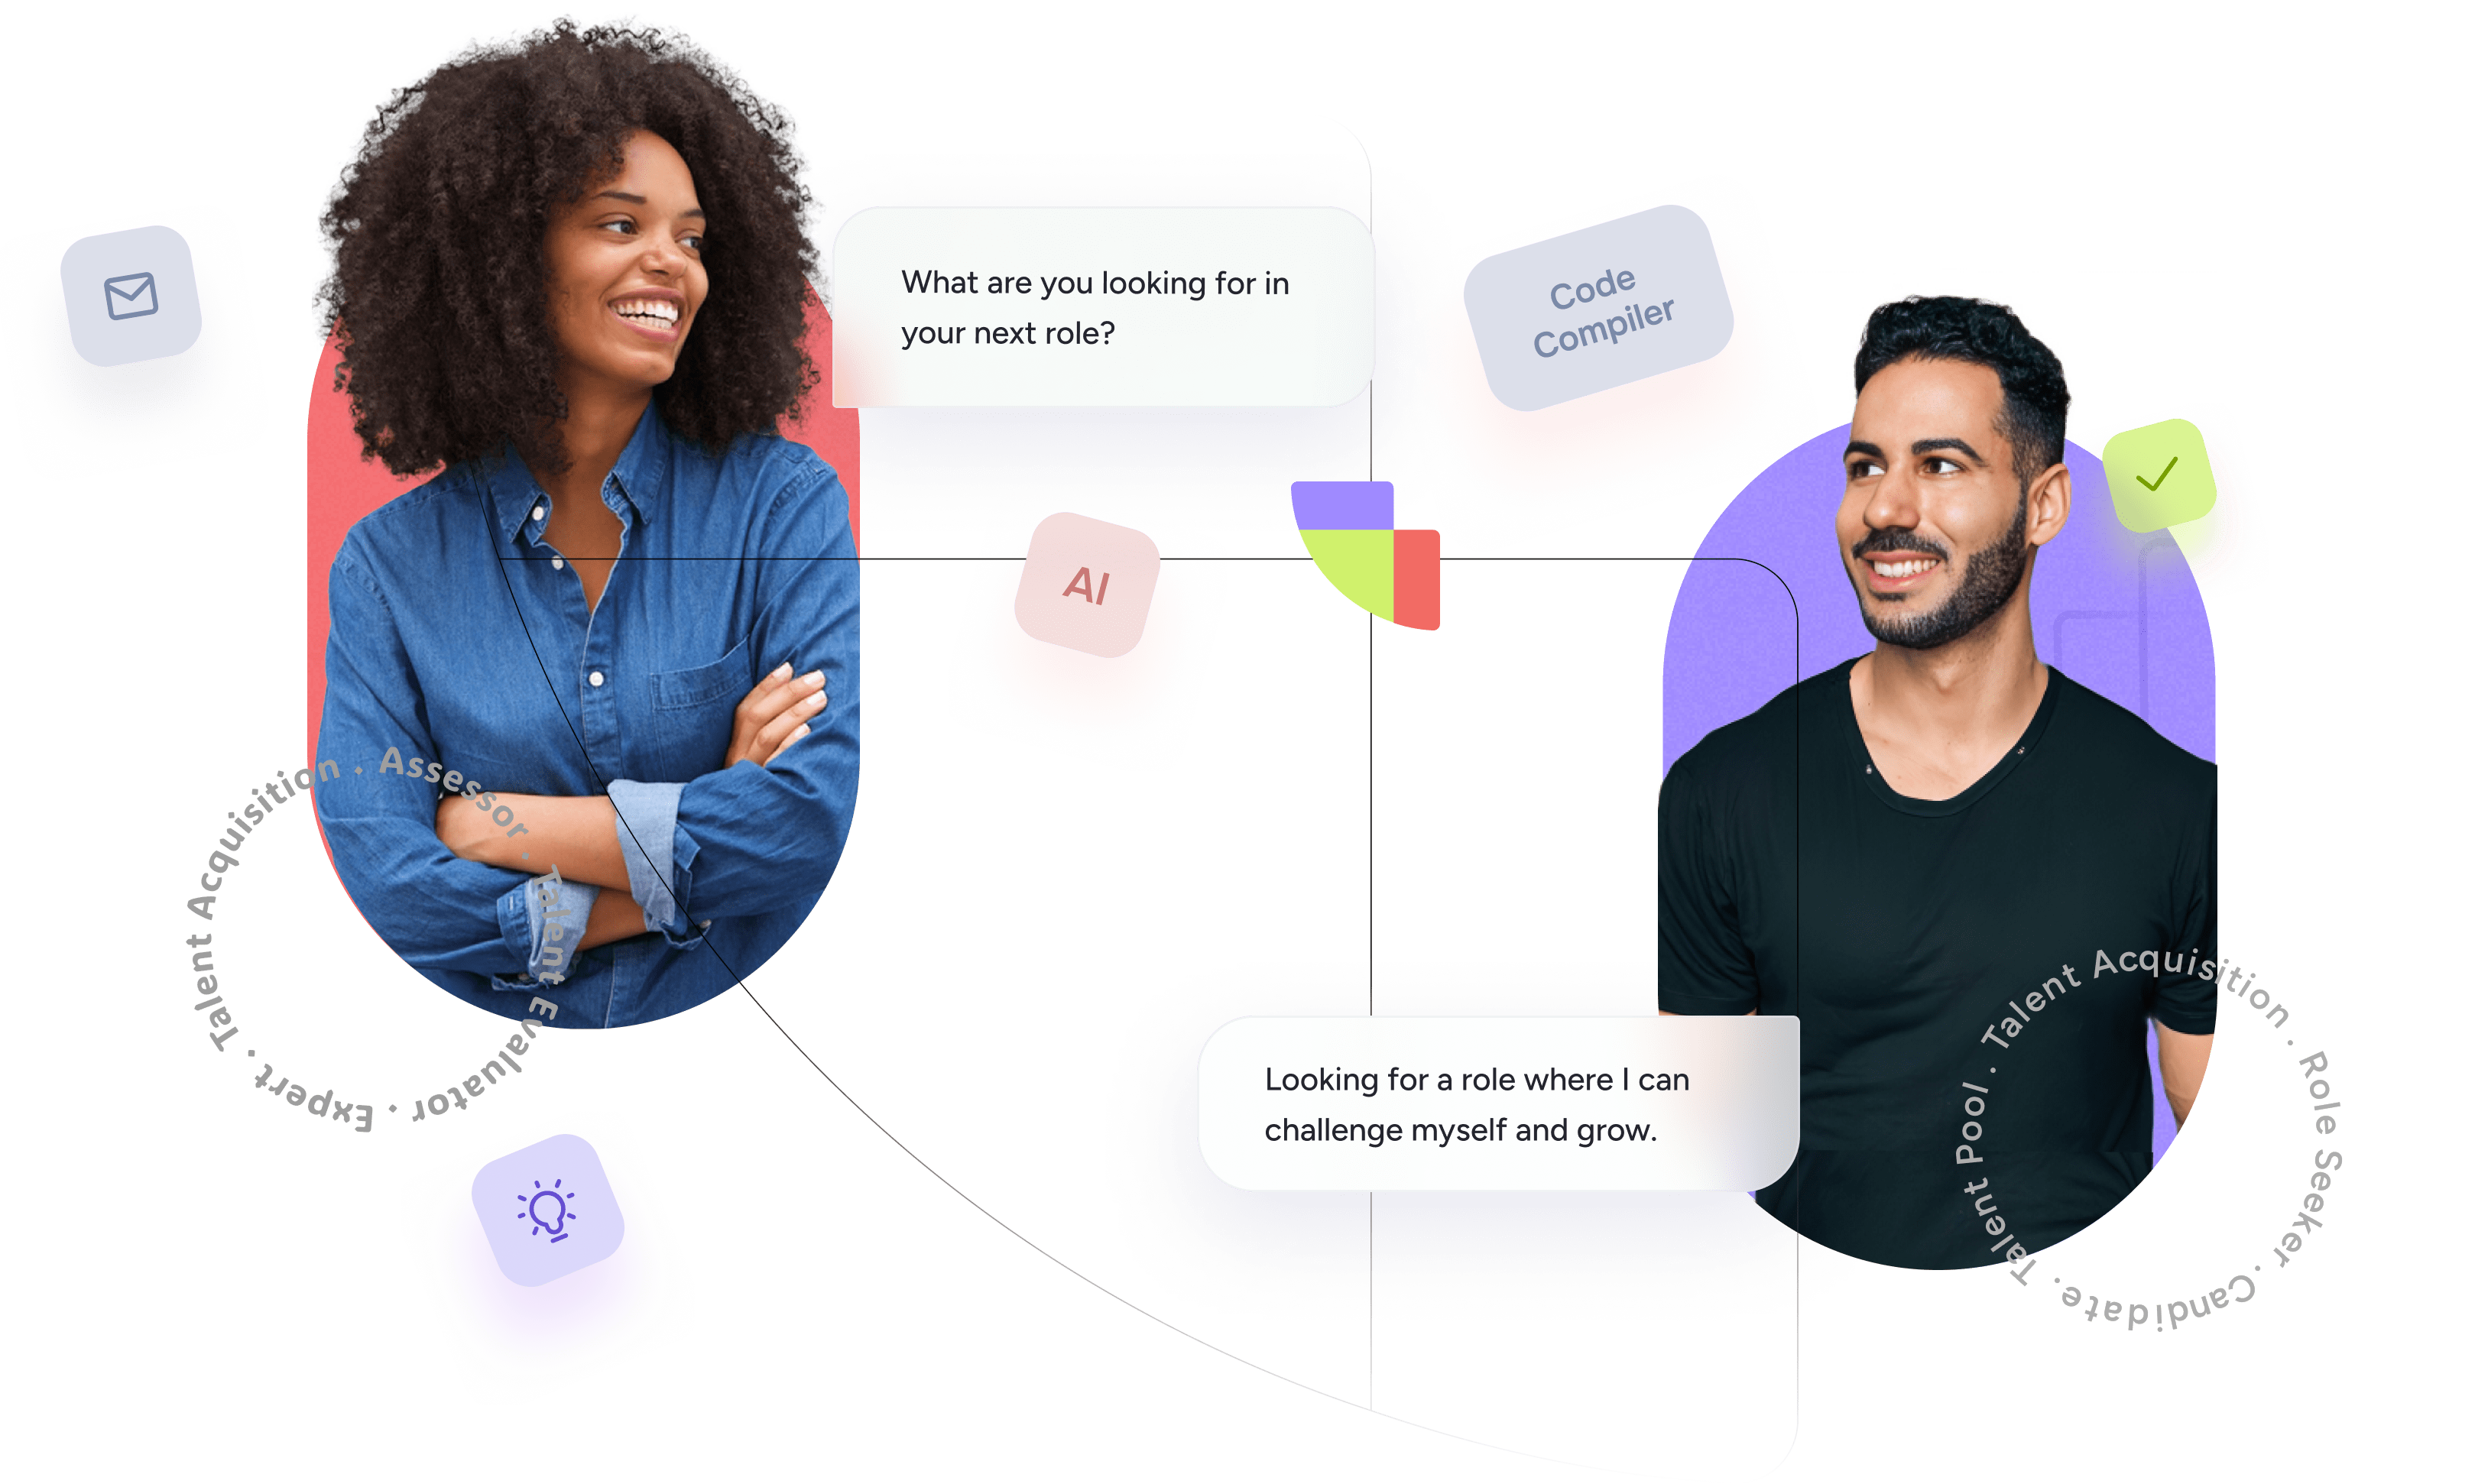 What are you looking for in
your next role?
Code
Compiler
AI
Talent Acquisition · Assessor · Talent Evaluator · Expert ·
Looking for a role where I can
challenge myself and grow.
Talent Acquisition · Role Seeker · Candidate · Talent Pool ·